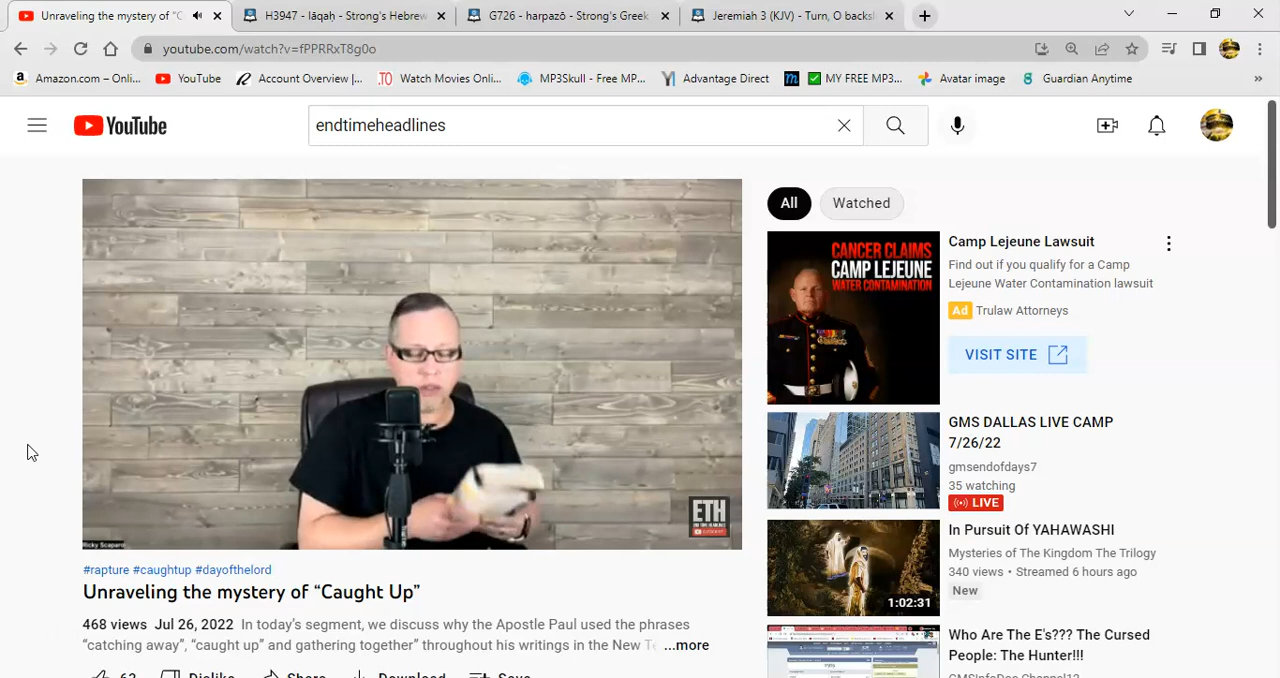 Unraveling the mystery of "C
H3947 - lāqaḥ - Strong's Hebrew
G726 - harpazō - Strong's Greek
Jeremiah 3 (KJV) - Turn, O backsl
youtube.com/watch?v=fPPRRxT8g0o
Amazon.com – Onli...
YouTube
Account Overview |...
.TO Watch Movies Onl...
MP3Skull - Free MP...
Advantage Direct
MY FREE MP3...
Avatar image
Guardian Anytime
»
YouTube
endtimeheadlines
All
Watched
CANCER CLAIMS
CAMP LEJEUNE
WATER CONTAMINATION
Camp Lejeune Lawsuit
Find out if you qualify for a Camp
Lejeune Water Contamination lawsuit
Ad Trulaw Attorneys
VISIT SITE
GMS DALLAS LIVE CAMP
7/26/22
gmsendofdays7
35 watching
LIVE
In Pursuit Of YAHAWASHI
Mysteries of The Kingdom The Trilogy
340 views • Streamed 6 hours ago
New
1:02:31
Who Are The E's??? The Cursed
People: The Hunter!!!
GMSInfoDoc Channel12
ETH
Ricky Scaparo
#rapture #caughtup #dayofthelord
Unraveling the mystery of “Caught Up”
468 views Jul 26, 2022 In today's segment, we discuss why the Apostle Paul used the phrases
“catching away”, “caught up” and gathering together” throughout his writings in the New Te ...more
Dislike
Share
Download
Save